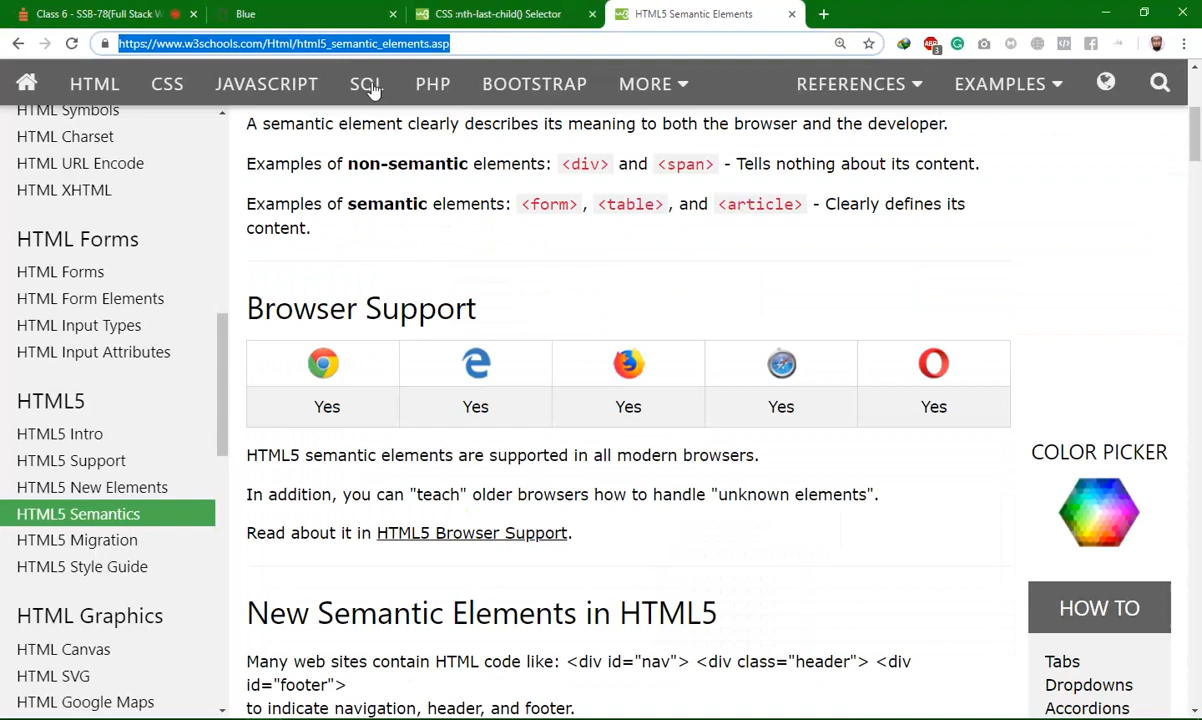 Class 6 - SSB-78(Full Stack W
Blue
CSS :nth-last-child() Selector
HTML5 Semantic Elements
https://www.w3schools.com/Html/html5_semantic_elements.asp
HTML CSS JAVASCRIPT SQL PHP BOOTSTRAP MORE REFERENCES EXAMPLES
HTML Symbols
HTML Charset
HTML URL Encode
HTML XHTML
HTML Forms
HTML Forms
HTML Form Elements
HTML Input Types
HTML Input Attributes
HTML5
HTML5 Intro
HTML5 Support
HTML5 New Elements
HTML5 Semantics
HTML5 Migration
HTML5 Style Guide
HTML Graphics
HTML Canvas
HTML SVG
HTML Google Maps
A semantic element clearly describes its meaning to both the browser and the developer.
Examples of non-semantic elements: <div> and <span> - Tells nothing about its content.
Examples of semantic elements: <form>, <table>, and <article> - Clearly defines its
content.
Browser Support
Yes Yes Yes Yes Yes
HTML5 semantic elements are supported in all modern browsers.
In addition, you can "teach" older browsers how to handle "unknown elements".
Read about it in HTML5 Browser Support.
New Semantic Elements in HTML5
Many web sites contain HTML code like: <div id="nav"> <div class="header"> <div
id="footer">
to indicate navigation, header, and footer.
COLOR PICKER
HOW TO
Tabs
Dropdowns
Accordions